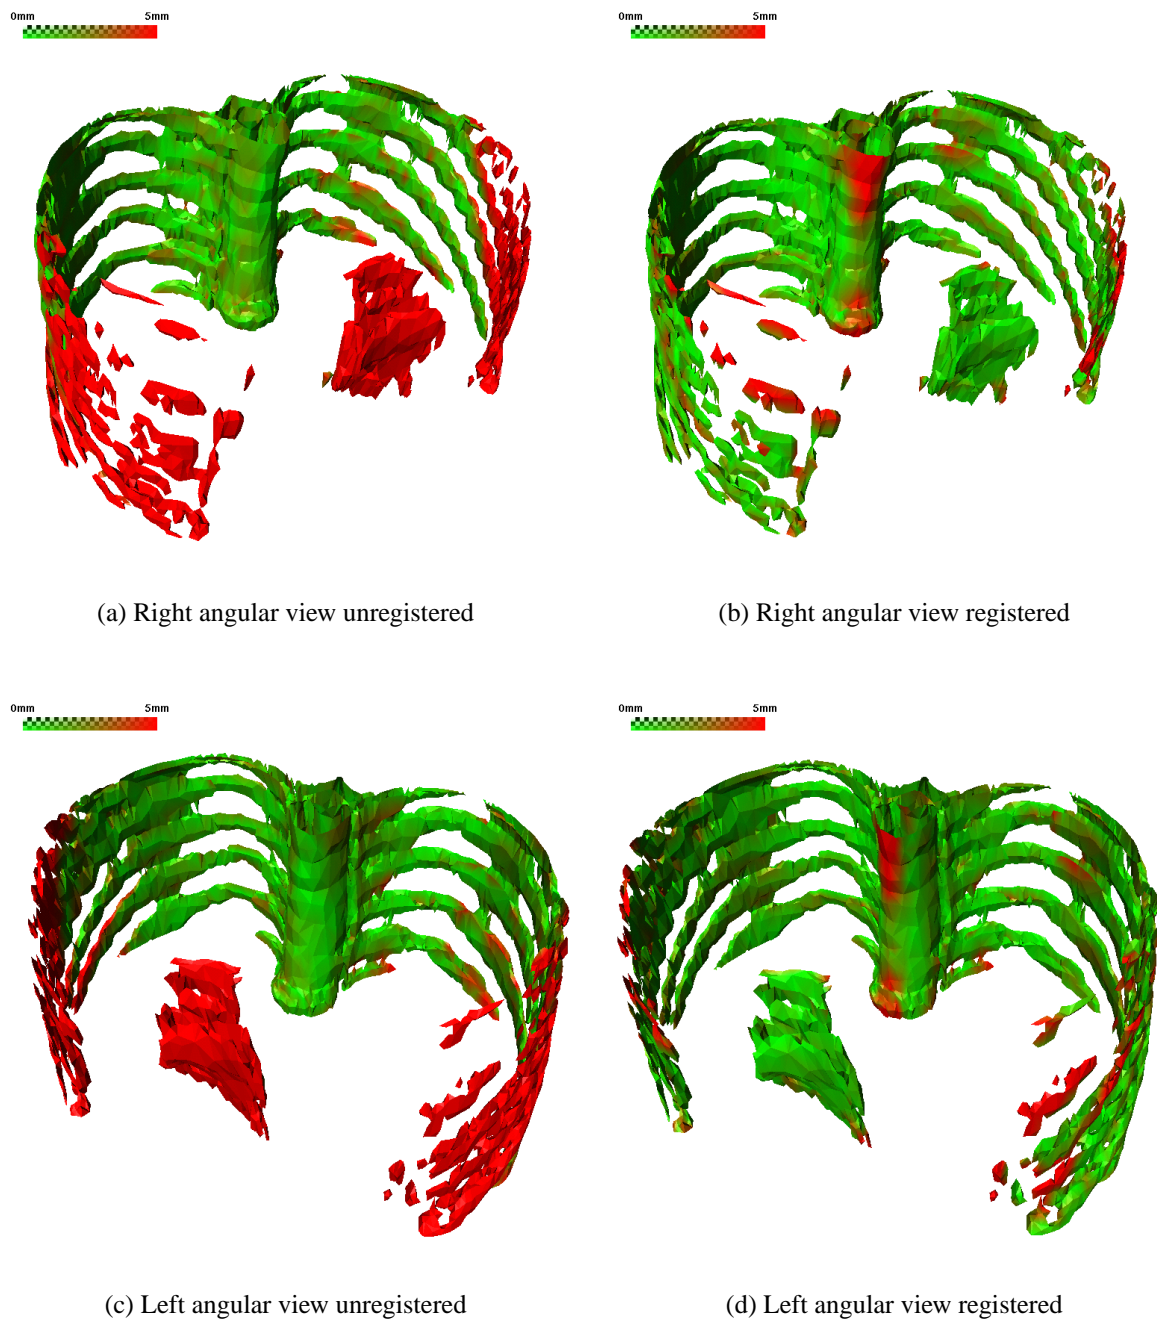 0mm 5mm
0mm 5mm
(a) Right angular view unregistered
(b) Right angular view registered
0mm 5mm
0mm 5mm
(c) Left angular view unregistered
(d) Left angular view registered